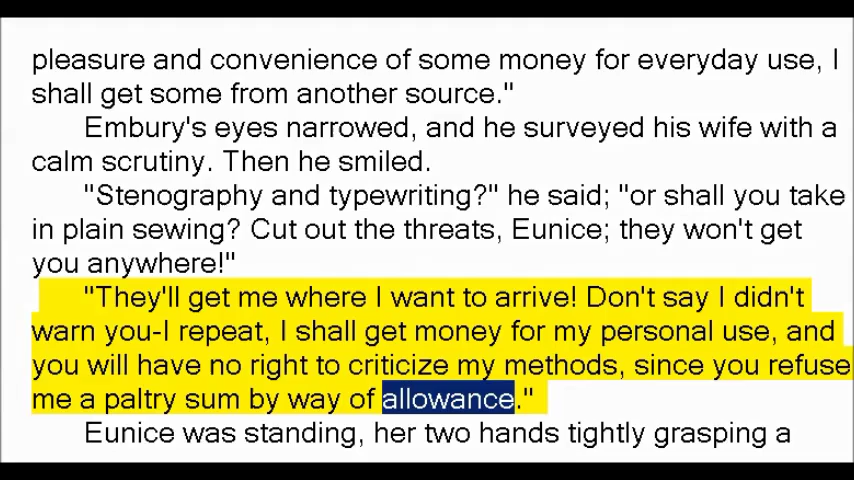 pleasure and convenience of some money for everyday use, I
shall get some from another source."
Embury's eyes narrowed, and he surveyed his wife with a
calm scrutiny. Then he smiled.
"Stenography and typewriting?" he said; "or shall you take
in plain sewing? Cut out the threats, Eunice; they won't get
you anywhere!"
"They'll get me where I want to arrive! Don't say I didn't
warn you-I repeat, I shall get money for my personal use, and
you will have no right to criticize my methods, since you refuse
me a paltry sum by way of allowance."
Eunice was standing, her two hands tightly grasping a